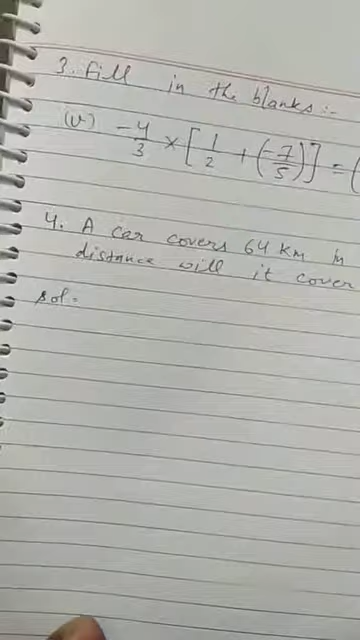 3. Fill in the blanks :-
(v) -4/3 × [1/2 + (-7/5)] = (
4. A car covers 64 km in
distance will it cover
Sol: